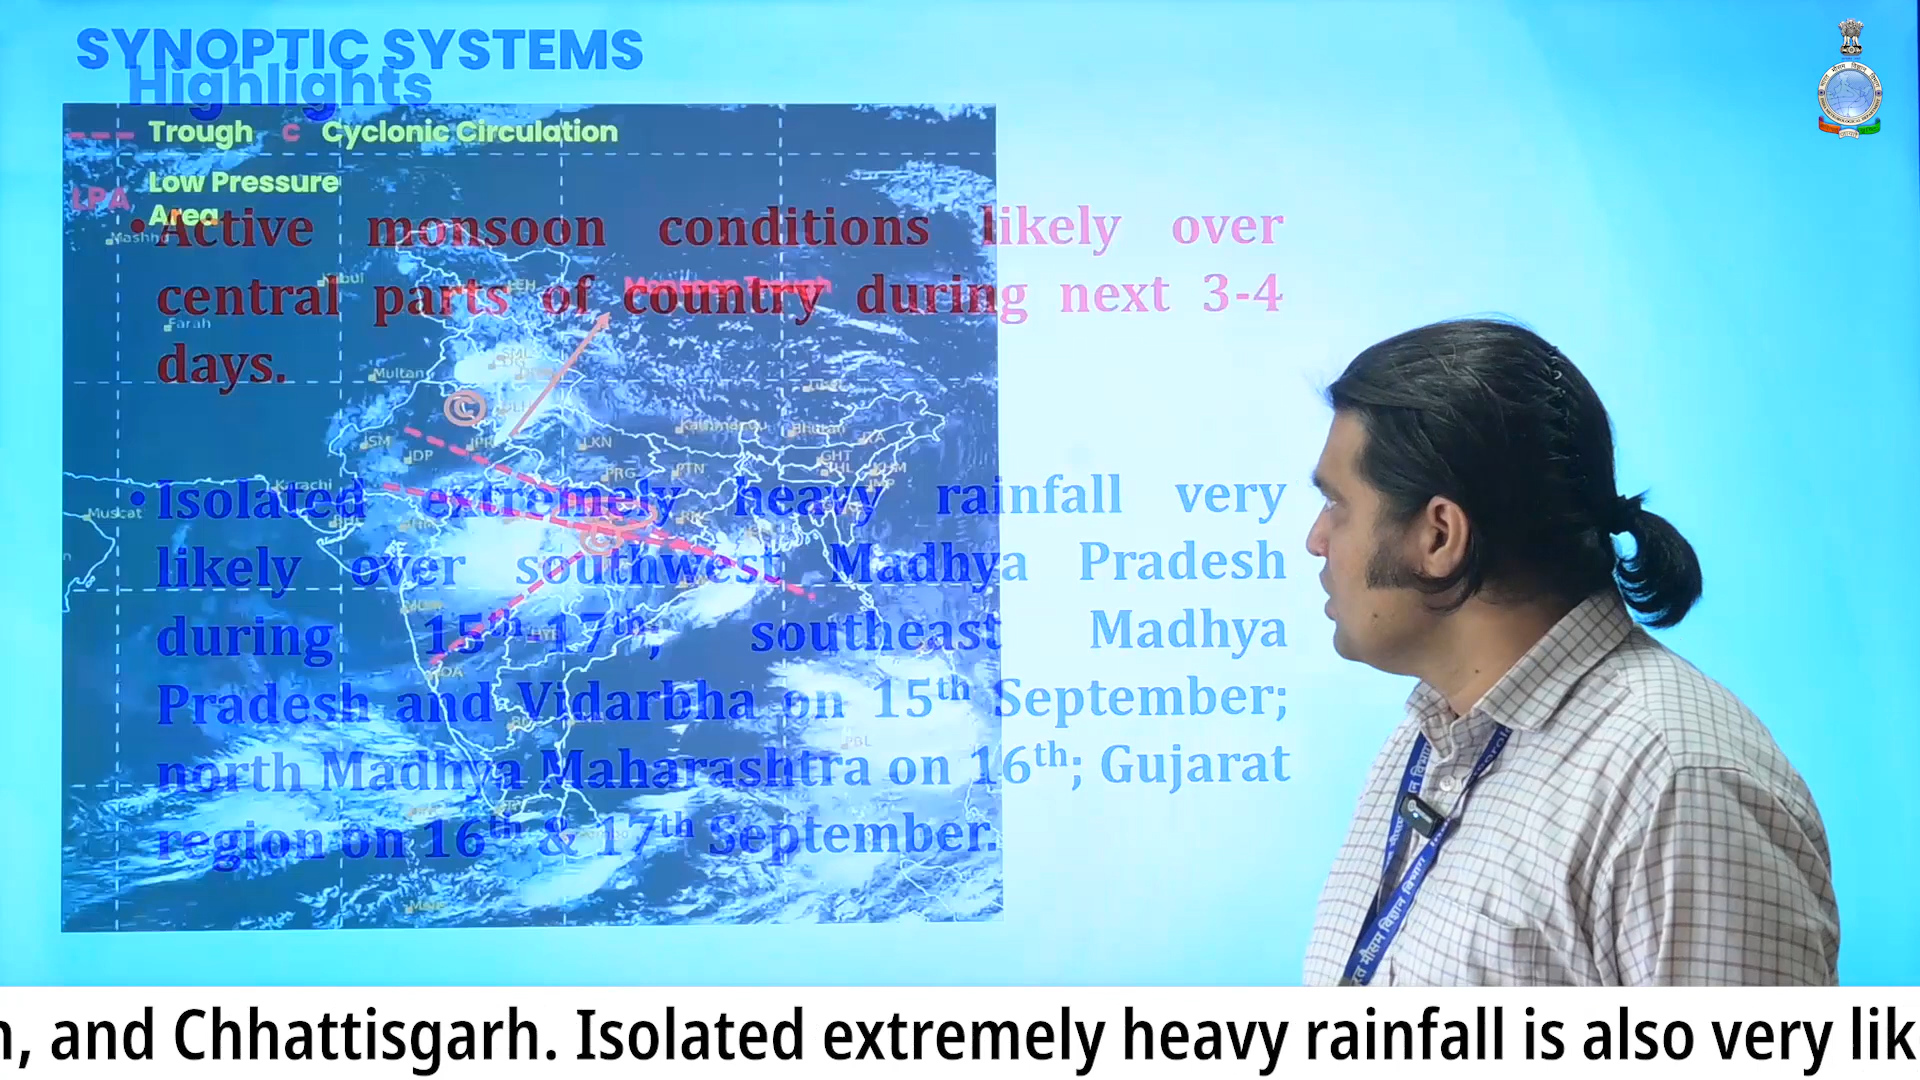 SYNOPTIC SYSTEMS
Highlights
Trough C Cyclonic Circulation
LPA Low Pressure
Area
• Active monsoon conditions likely over
central parts of country during next 3-4
days.
• Isolated extremely heavy rainfall very
likely over southwest Madhya Pradesh
during 15th-17th; southeast Madhya
Pradesh and Vidarbha on 15th September;
north Madhya Maharashtra on 16th; Gujarat
region on 16th & 17th September.
Kabul
Farah
Multan
LKN
Karachi
Muscat
PRG
PTN
GHT
JDP
n, and Chhattisgarh. Isolated extremely heavy rainfall is also very lik